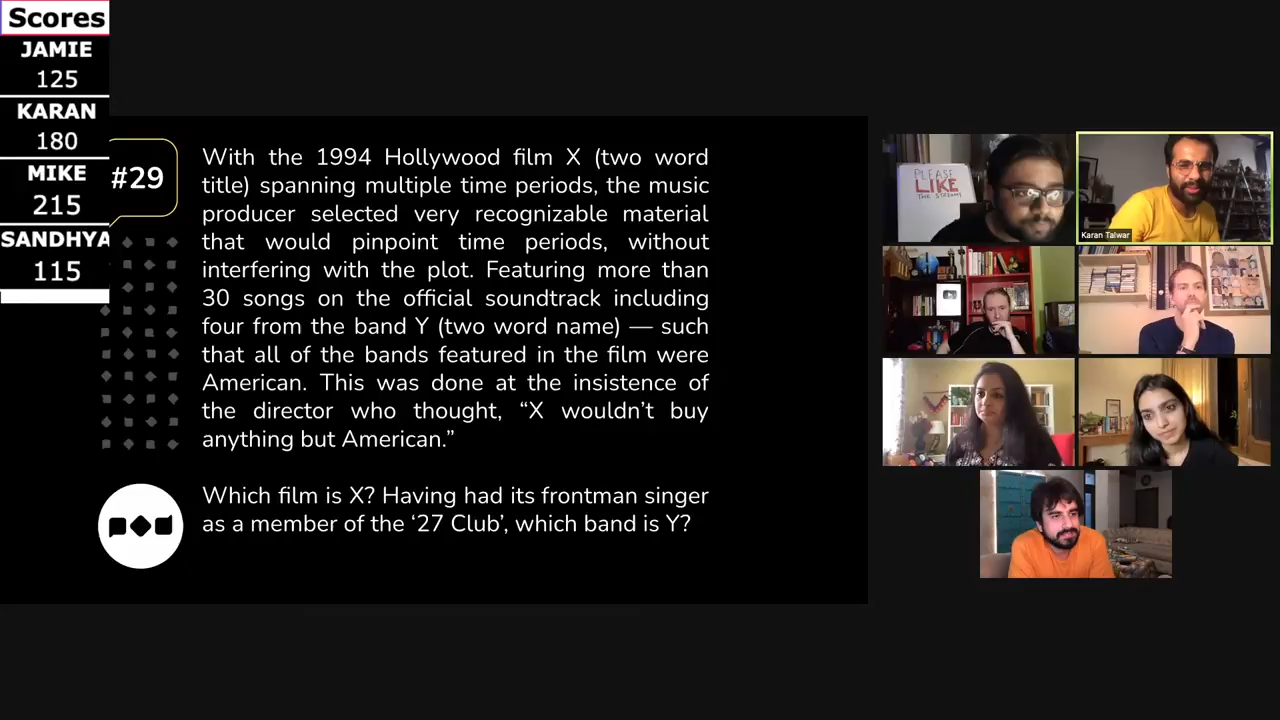 Scores
JAMIE
125
KARAN
180
MIKE
215
SANDHYA
115
#29
With the 1994 Hollywood film X (two word
title) spanning multiple time periods, the music
producer selected very recognizable material
that would pinpoint time periods, without
interfering with the plot. Featuring more than
30 songs on the official soundtrack including
four from the band Y (two word name) — such
that all of the bands featured in the film were
American. This was done at the insistence of
the director who thought, “X wouldn’t buy
anything but American.”
Which film is X? Having had its frontman singer
as a member of the ‘27 Club’, which band is Y?
PLEASE
LIKE
THE STREAM
Karan Talwar